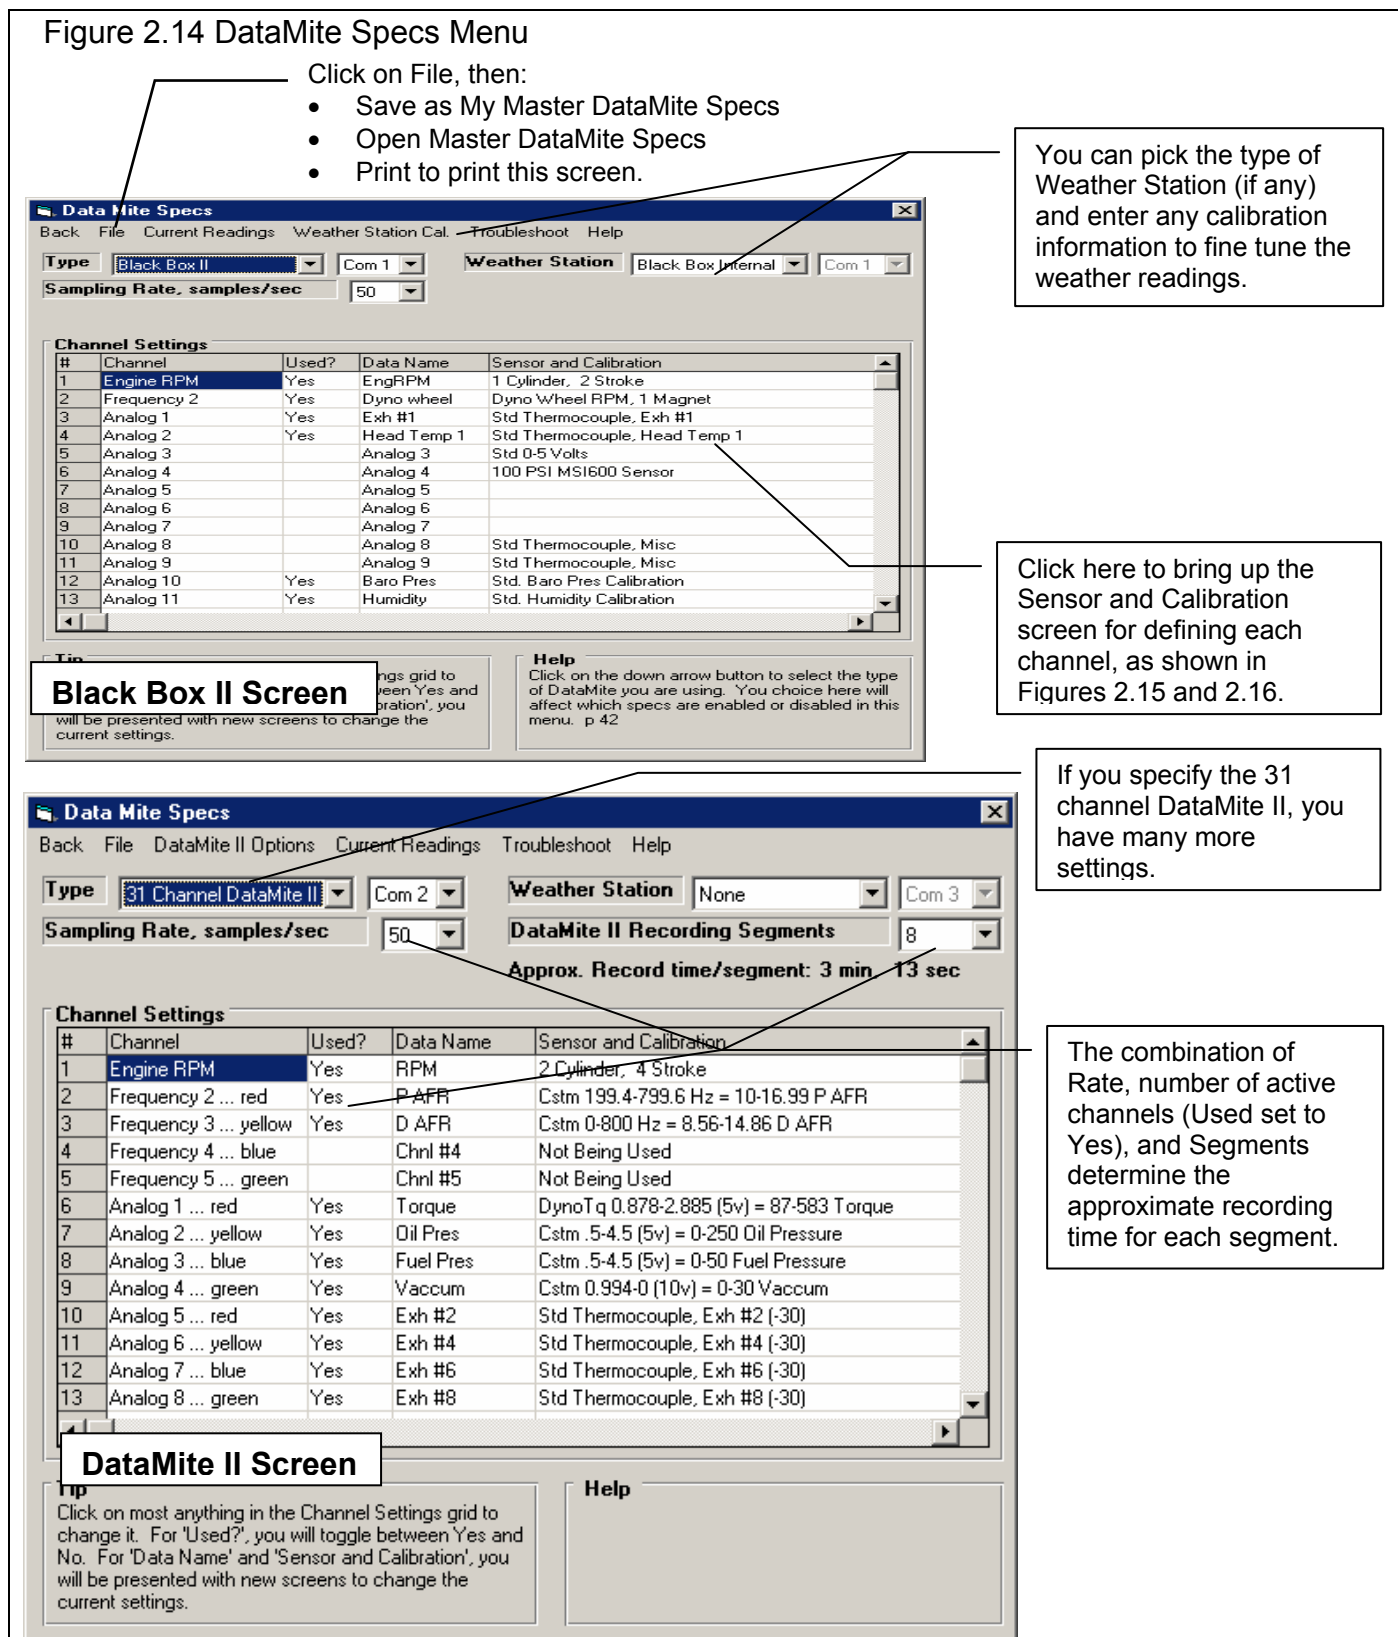 Figure 2.14 DataMite Specs Menu
Click on File, then:
• Save as My Master DataMite Specs
• Open Master DataMite Specs
• Print to print this screen.
You can pick the type of
Weather Station (if any)
and enter any calibration
information to fine tune the
weather readings.
Data Mite Specs
Back File Current Readings Weather Station Cal. Troubleshoot Help
Type Black Box II Com 1 Weather Station Black Box Internal Com 1
Sampling Rate, samples/sec 50
Channel Settings
# Channel Used? Data Name Sensor and Calibration
1 Engine RPM Yes EngRPM 1 Cylinder, 2 Stroke
2 Frequency 2 Yes Dyno wheel Dyno Wheel RPM, 1 Magnet
3 Analog 1 Yes Exh #1 Std Thermocouple, Exh #1
4 Analog 2 Yes Head Temp 1 Std Thermocouple, Head Temp 1
5 Analog 3 Analog 3 Std 0-5 Volts
6 Analog 4 Analog 4 100 PSI MSI600 Sensor
7 Analog 5 Analog 5
8 Analog 6 Analog 6
9 Analog 7 Analog 7
10 Analog 8 Analog 8 Std Thermocouple, Misc
11 Analog 9 Analog 9 Std Thermocouple, Misc
12 Analog 10 Yes Baro Pres Std. Baro Pres Calibration
13 Analog 11 Yes Humidity Std. Humidity Calibration
Click here to bring up the
Sensor and Calibration
screen for defining each
channel, as shown in
Figures 2.15 and 2.16.
Tip
Black Box II Screen
ngs grid to
een Yes and
oration', you
will be presented with new screens to change the
current settings.
Help
Click on the down arrow button to select the type
of DataMite you are using. You choice here will
affect which specs are enabled or disabled in this
menu. p 42
If you specify the 31
channel DataMite II, you
have many more
settings.
Data Mite Specs
Back File DataMite II Options Current Readings Troubleshoot Help
Type 31 Channel DataMite II Com 2 Weather Station None Com 3
Sampling Rate, samples/sec 50 DataMite II Recording Segments 8
Approx. Record time/segment: 3 min, 13 sec
Channel Settings
# Channel Used? Data Name Sensor and Calibration
1 Engine RPM Yes RPM 2 Cylinder, 4 Stroke
2 Frequency 2 ... red Yes P AFR Cstm 199.4-799.6 Hz = 10-16.99 P AFR
3 Frequency 3 ... yellow Yes D AFR Cstm 0-800 Hz = 8.56-14.86 D AFR
4 Frequency 4 ... blue Chnl #4 Not Being Used
5 Frequency 5 ... green Chnl #5 Not Being Used
6 Analog 1 ... red Yes Torque DynoTq 0.878-2.885 (5v) = 87-583 Torque
7 Analog 2 ... yellow Yes Oil Pres Cstm .5-4.5 (5v) = 0-250 Oil Pressure
8 Analog 3 ... blue Yes Fuel Pres Cstm .5-4.5 (5v) = 0-50 Fuel Pressure
9 Analog 4 ... green Yes Vaccum Cstm 0.994-0 (10v) = 0-30 Vaccum
10 Analog 5 ... red Yes Exh #2 Std Thermocouple, Exh #2 (-30)
11 Analog 6 ... yellow Yes Exh #4 Std Thermocouple, Exh #4 (-30)
12 Analog 7 ... blue Yes Exh #6 Std Thermocouple, Exh #6 (-30)
13 Analog 8 ... green Yes Exh #8 Std Thermocouple, Exh #8 (-30)
The combination of
Rate, number of active
channels (Used set to
Yes), and Segments
determine the
approximate recording
time for each segment.
DataMite II Screen
Tip
Click on most anything in the Channel Settings grid to
change it. For 'Used?', you will toggle between Yes and
No. For 'Data Name' and 'Sensor and Calibration', you
will be presented with new screens to change the
current settings.
Help